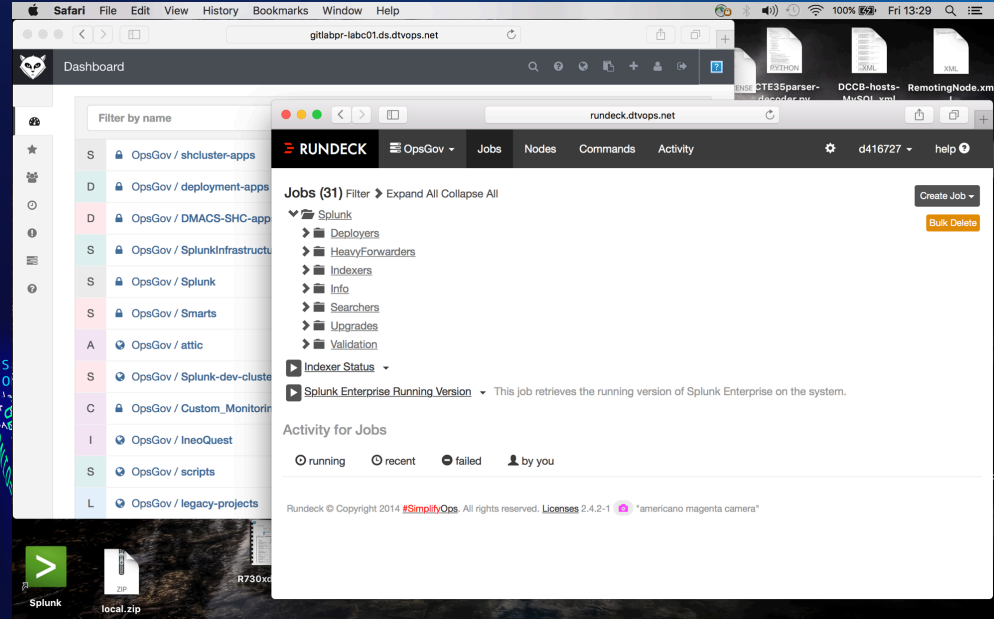 Safari File Edit View History Bookmarks Window Help 100% Fri 13:29
gitlabpr-labc01.ds.dtvops.net
Dashboard
Filter by name
S OpsGov / shcluster-apps
D OpsGov / deployment-apps
D OpsGov / DMACS-SHC-app
S OpsGov / SplunkInfrastructu
S OpsGov / Splunk
S OpsGov / Smarts
A OpsGov / attic
S OpsGov / Splunk-dev-cluste
C OpsGov / Custom_Monitorin
I OpsGov / IneoQuest
S OpsGov / scripts
L OpsGov / legacy-projects
PYTHON XML XML
ENSE CTE35parser-decoder.py DCCB-hosts-MySQL.xml RemotingNode.xm
rundeck.dtvops.net
RUNDECK OpsGov Jobs Nodes Commands Activity d416727 help
Jobs (31) Filter Expand All Collapse All
Create Job
Bulk Delete
Splunk
Deployers
HeavyForwarders
Indexers
Info
Searchers
Upgrades
Validation
Indexer Status
Splunk Enterprise Running Version This job retrieves the running version of Splunk Enterprise on the system.
Activity for Jobs
running recent failed by you
Rundeck © Copyright 2014 #SimplifyOps. All rights reserved. Licenses 2.4.2-1 "americano magenta camera"
Splunk
ZIP
local.zip
R730xd